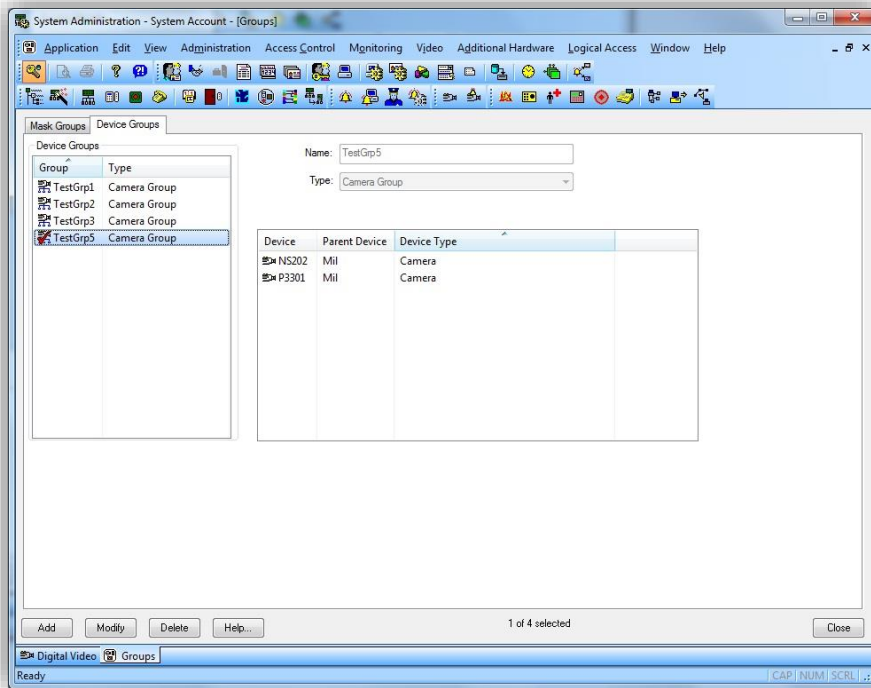 System Administration - System Account - [Groups]
Application Edit View Administration Access Control Monitoring Video Additional Hardware Logical Access Window Help
Mask Groups Device Groups
Device Groups
Group Type
TestGrp1 Camera Group
TestGrp2 Camera Group
TestGrp3 Camera Group
TestGrp5 Camera Group
Name: TestGrp5
Type: Camera Group
Device Parent Device Device Type
NS202 Mil Camera
P3301 Mil Camera
Add Modify Delete Help... 1 of 4 selected Close
Digital Video Groups
Ready CAP NUM SCRL